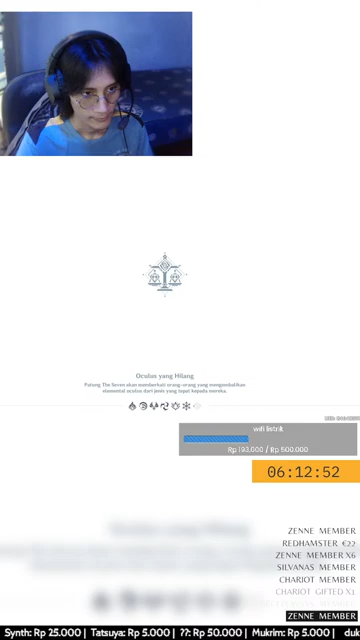 Oculus yang Hilang
Patung The Seven akan memberkati orang-orang yang mengembalikan
elemental oculus dari jenis yang tepat kepada mereka.
wifi listrik
Rp 193.000 / Rp 500.000
06:12:52
ZENNE MEMBER
REDHAMSTER €22
ZENNE MEMBER X6
SILVANAS MEMBER
CHARIOT MEMBER
CHARIOT GIFTED X1
ZENNE MEMBER
Synth: Rp 25.000 | Tatsuya: Rp 5.000 | ??: Rp 50.000 | Mukrim: Rp 5.000 |